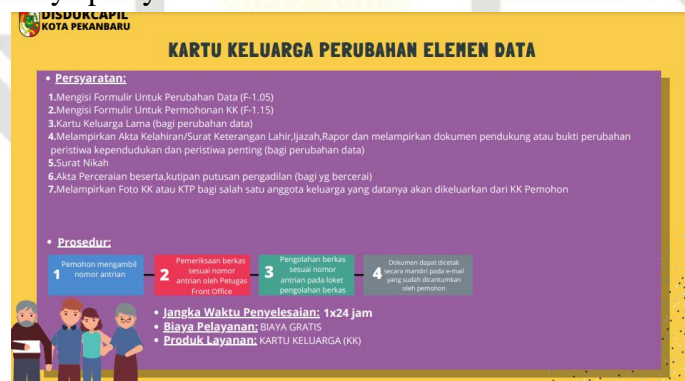 DISDUKCAPIL
KOTA PEKANBARU
KARTU KELUARGA PERUBAHAN ELEMEN DATA
• Persyaratan:
1.Mengisi Formulir Untuk Perubahan Data (F-1.05)
2.Mengisi Formulir Untuk Permohonan KK (F-1.15)
3.Kartu Keluarga Lama (bagi perubahan data)
4.Melampirkan Akta Kelahiran/Surat Keterangan Lahir,Ijazah,Rapor dan melampirkan dokumen pendukung atau bukti perubahan
peristiwa kependudukan dan peristiwa penting (bagi perubahan data)
5.Surat Nikah
6.Akta Perceraian beserta,kutipan putusan pengadilan (bagi yg bercerai)
7.Melampirkan Foto KK atau KTP bagi salah satu anggota keluarga yang datanya akan dikeluarkan dari KK Pemohon
• Prosedur:
1 Pemohon mengambil
nomor antrian
2 Pemeriksaan berkas
sesuai nomor
antrian oleh Petugas
Front Office
3 Pengolahan berkas
sesuai nomor
antrian pada loket
pengolahan berkas
4 Dokumen dapat dicetak
secara mandiri pada e-mail
yang sudah dicantumkan
oleh pemohon
• Jangka Waktu Penyelesaian: 1x24 jam
• Biaya Pelayanan: BIAYA GRATIS
• Produk Layanan: KARTU KELUARGA (KK)